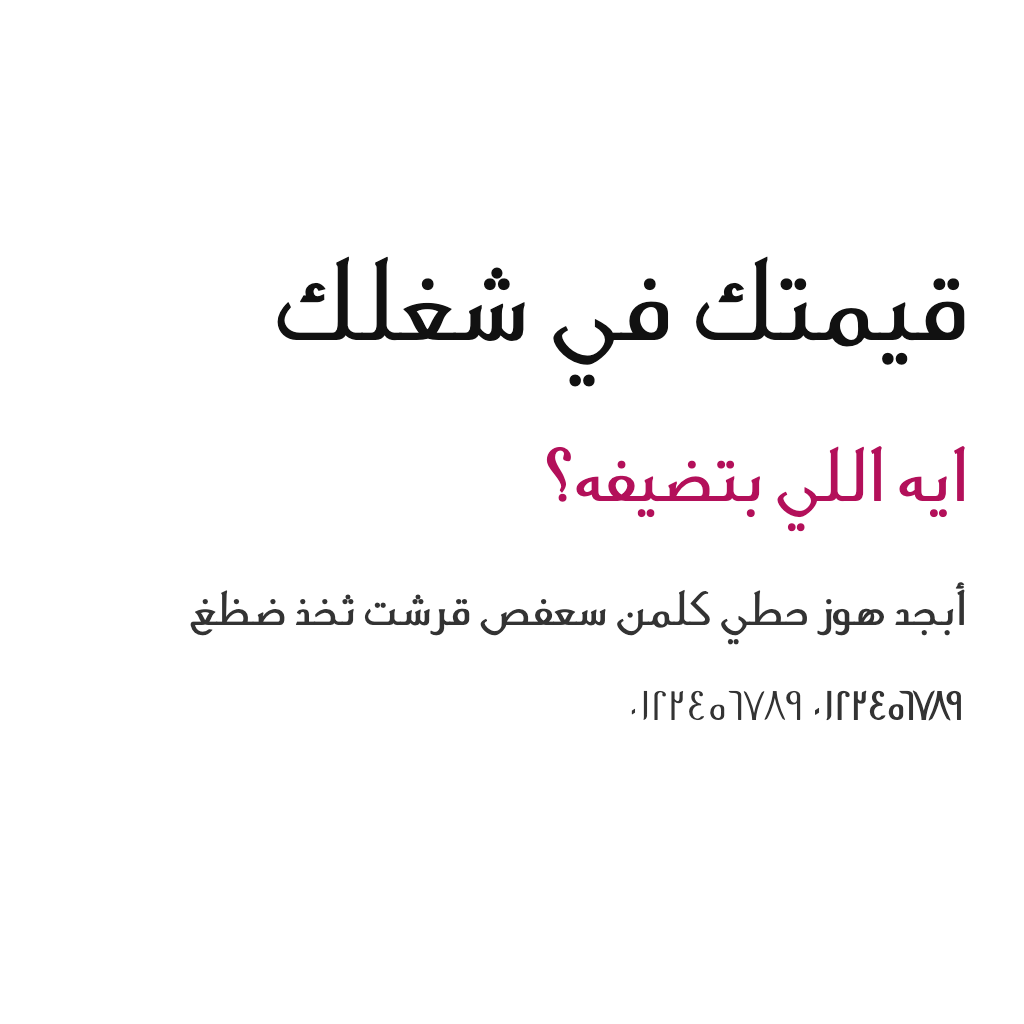 قيمتك في شغلك
ايه اللي بتضيفه؟
أبجد هوز حطي كلمن سعفص قرشت ثخذ ضظغ
٠١٢٣٤٥٦٧٨٩ ٠١٢٣٤٥٦٧٨٩